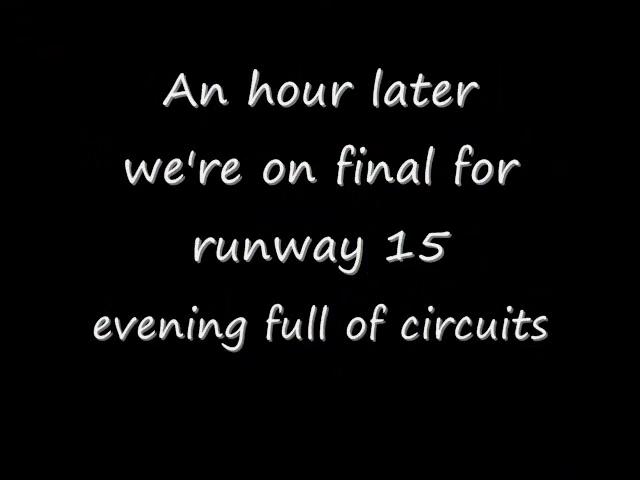 An hour later
we're on final for
runway 15
evening full of circuits